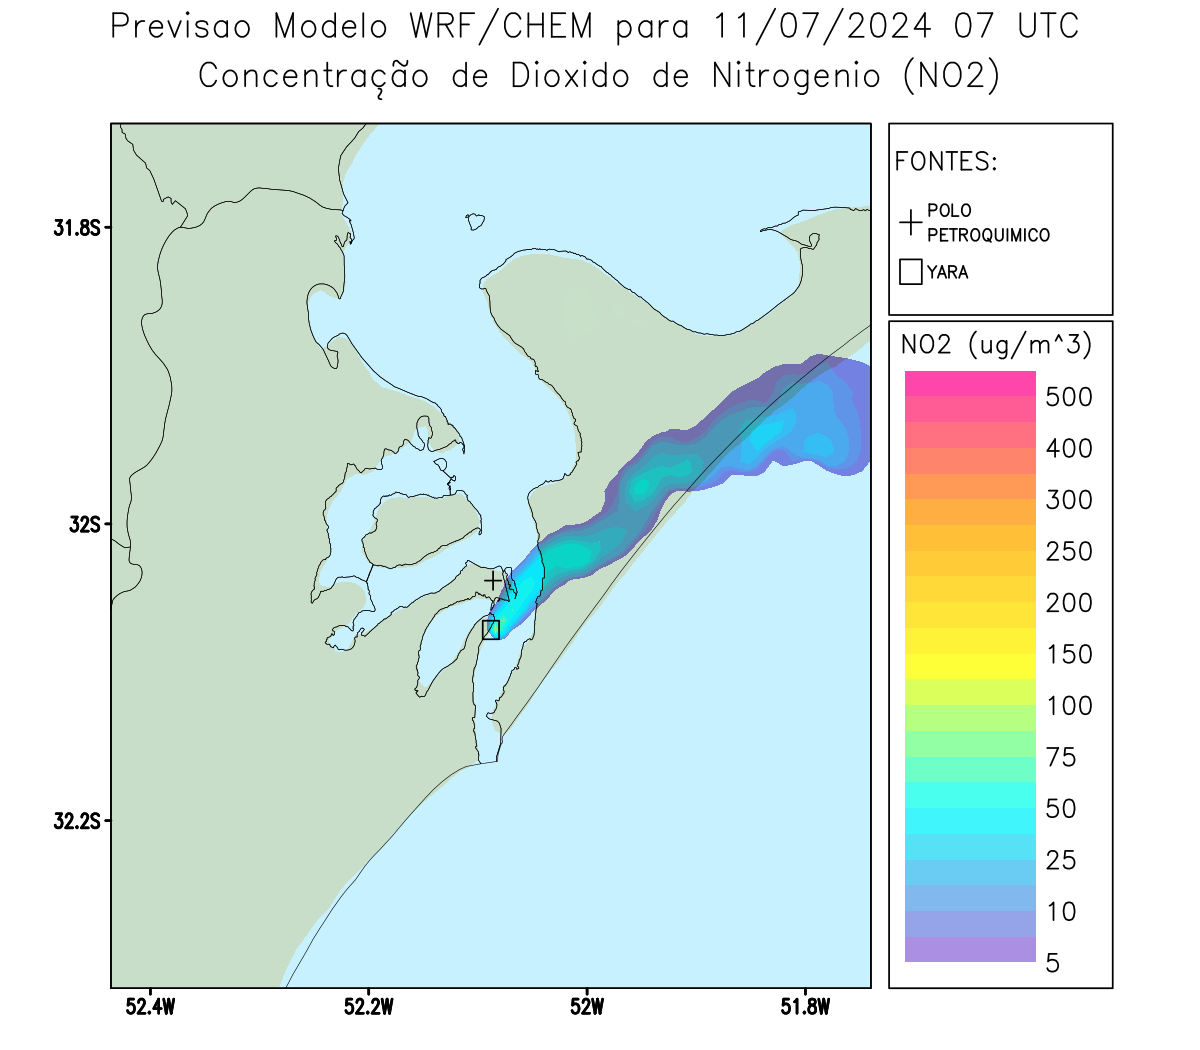 Previsao Modelo WRF/CHEM para 11/07/2024 07 UTC
Concentração de Dioxido de Nitrogenio (NO2)
FONTES:
POLO
PETROQUIMICO
YARA
31.8S
32S
32.2S
52.4W
52.2W
52W
51.8W
NO2 (ug/m^3)
500
400
300
250
200
150
100
75
50
25
10
5